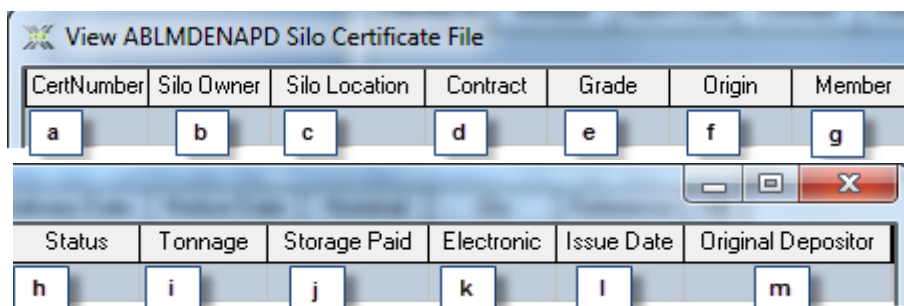 View ABLMDENAPD Silo Certificate File
CertNumber Silo Owner Silo Location Contract Grade Origin Member
a b c d e f g
Status Tonnage Storage Paid Electronic Issue Date Original Depositor
h i j k l m